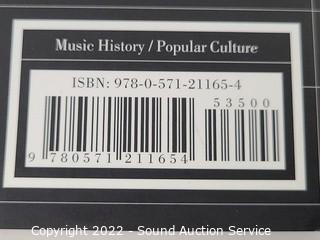 Music History / Popular Culture
ISBN: 978-0-571-21165-4
53500
9 780571 211654
Copyright 2022 - Sound Auction Service